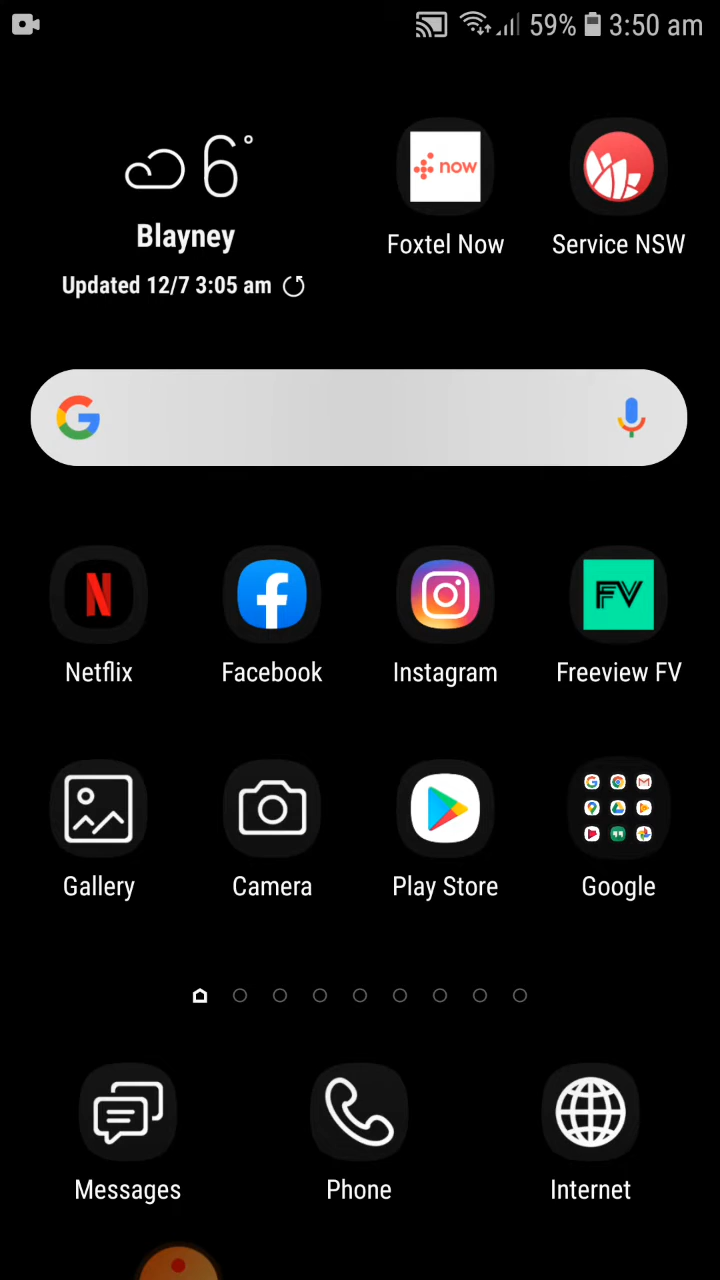 59% 3:50 am
6°
Blayney
Updated 12/7 3:05 am
now
Foxtel Now
Service NSW
Netflix
Facebook
Instagram
FV
Freeview FV
Gallery
Camera
Play Store
Google
Messages
Phone
Internet